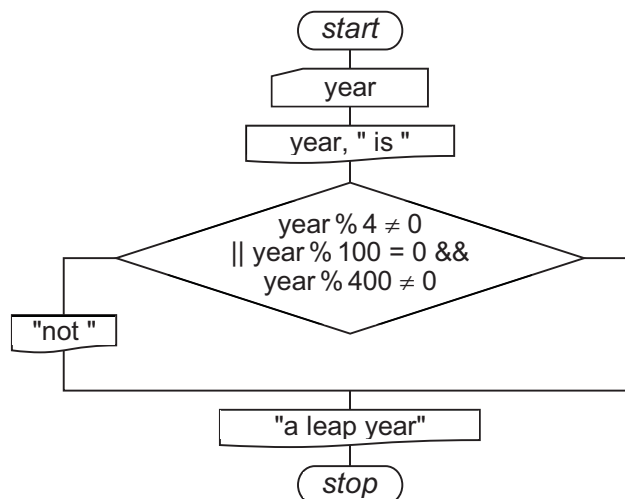 start
year
year, " is "
year % 4 ≠ 0
|| year % 100 = 0 &&
year % 400 ≠ 0
"not "
"a leap year"
stop